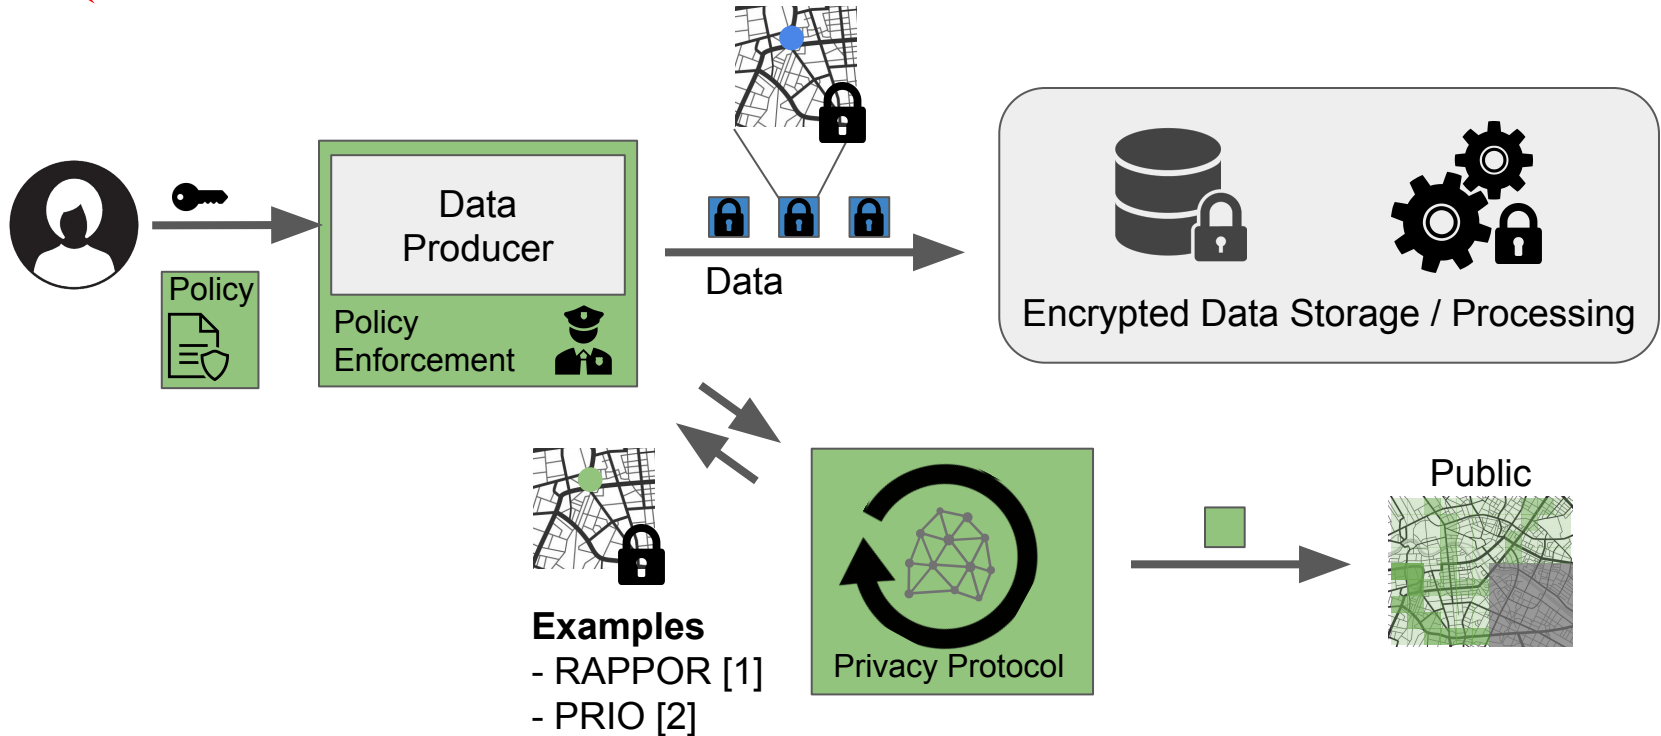 Policy
Data
Producer
Policy
Enforcement
Data
Encrypted Data Storage / Processing
Examples
- RAPPOR [1]
- PRIO [2]
Privacy Protocol
Public